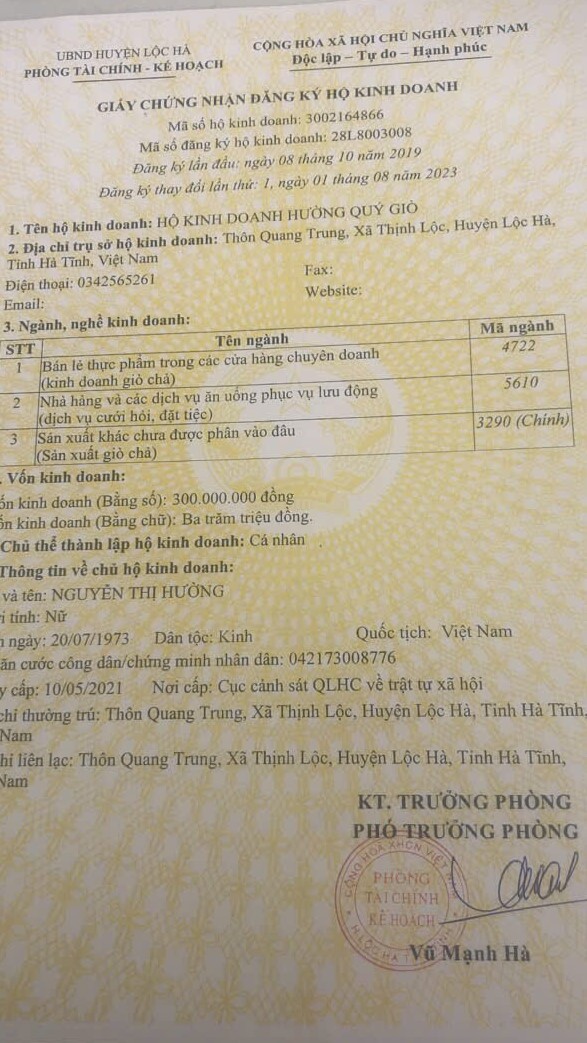 UBND HUYỆN LỘC HÀ
PHÒNG TÀI CHÍNH - KẾ HOẠCH
CỘNG HÒA XÃ HỘI CHỦ NGHĨA VIỆT NAM
Độc lập – Tự do – Hạnh phúc
GIẤY CHỨNG NHẬN ĐĂNG KÝ HỘ KINH DOANH
Mã số hộ kinh doanh: 3002164866
Mã số đăng ký hộ kinh doanh: 28L8003008
Đăng ký lần đầu: ngày 08 tháng 10 năm 2019
Đăng ký thay đổi lần thứ: 1, ngày 01 tháng 08 năm 2023
1. Tên hộ kinh doanh: HỘ KINH DOANH HƯỜNG QUÝ GIÒ
2. Địa chỉ trụ sở hộ kinh doanh: Thôn Quang Trung, Xã Thịnh Lộc, Huyện Lộc Hà,
Tỉnh Hà Tĩnh, Việt Nam
Điện thoại: 0342565261 Fax:
Email: Website:
3. Ngành, nghề kinh doanh:
STT Tên ngành Mã ngành
1 Bán lẻ thực phẩm trong các cửa hàng chuyên doanh 4722
(kinh doanh giò chả)
2 Nhà hàng và các dịch vụ ăn uống phục vụ lưu động 5610
(dịch vụ cưới hỏi, đặt tiệc)
3 Sản xuất khác chưa được phân vào đâu 3290 (Chính)
(Sản xuất giò chả)
. Vốn kinh doanh:
ốn kinh doanh (Bằng số): 300.000.000 đồng
ốn kinh doanh (Bằng chữ): Ba trăm triệu đồng.
Chủ thể thành lập hộ kinh doanh: Cá nhân
Thông tin về chủ hộ kinh doanh:
và tên: NGUYỄN THỊ HƯỜNG
i tính: Nữ
ngày: 20/07/1973 Dân tộc: Kinh Quốc tịch: Việt Nam
ăn cước công dân/chứng minh nhân dân: 042173008776
y cấp: 10/05/2021 Nơi cấp: Cục cảnh sát QLHC về trật tự xã hội
chỉ thường trú: Thôn Quang Trung, Xã Thịnh Lộc, Huyện Lộc Hà, Tỉnh Hà Tĩnh,
Nam
hỉ liên lạc: Thôn Quang Trung, Xã Thịnh Lộc, Huyện Lộc Hà, Tỉnh Hà Tĩnh,
Nam
KT. TRƯỞNG PHÒNG
PHÓ TRƯỞNG PHÒNG
CỘNG HÒA XHCN VIỆT NAM
PHÒNG
TÀI CHÍNH
KẾ HOẠCH
Vũ Mạnh Hà